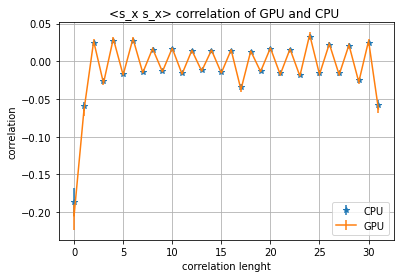 <s_x s_x> correlation of GPU and CPU
correlation
0.05
0.00
−0.05
−0.10
−0.15
−0.20
0 5 10 15 20 25 30
correlation lenght
CPU
GPU